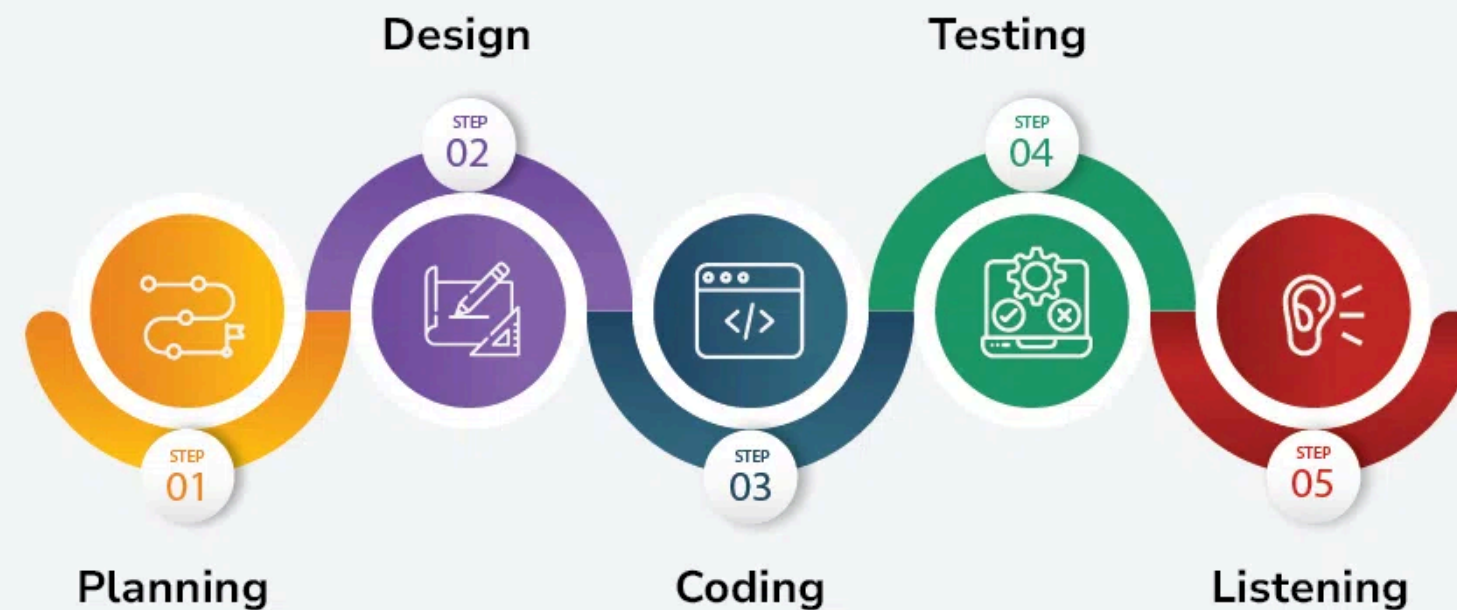 Design
Testing
STEP
02
STEP
04
STEP
01
STEP
03
STEP
05
Planning
Coding
Listening